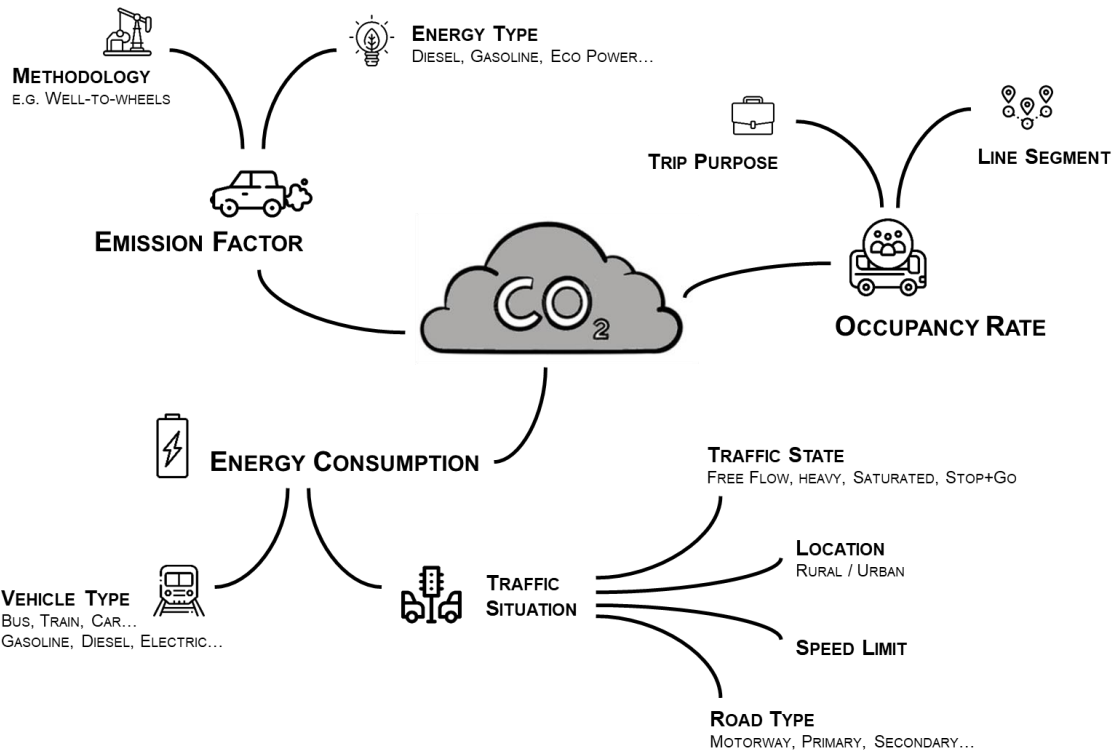 Methodology
e.g. Well-to-wheels
Energy Type
Diesel, Gasoline, Eco Power…
Trip Purpose
Line Segment
Emission Factor
CO2
Occupancy Rate
Energy Consumption
Traffic State
Free Flow, heavy, Saturated, Stop+Go
Location
Rural / Urban
Vehicle Type
Bus, Train, Car…
Gasoline, Diesel, Electric…
Traffic
Situation
Speed Limit
Road Type
Motorway, Primary, Secondary…